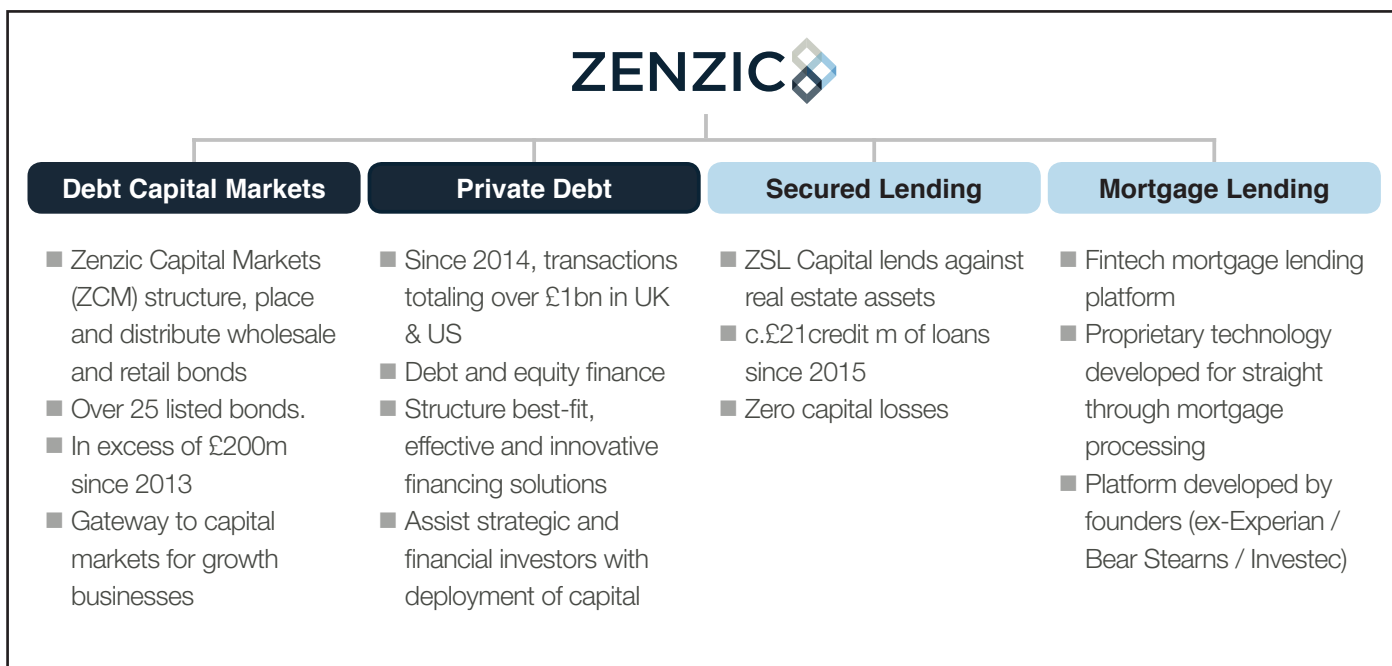 ZENZIC
Debt Capital Markets
Zenzic Capital Markets
(ZCM) structure, place
and distribute wholesale
and retail bonds
Over 25 listed bonds.
In excess of £200m
since 2013
Gateway to capital
markets for growth
businesses
Private Debt
Since 2014, transactions
totaling over £1bn in UK
& US
Debt and equity finance
Structure best-fit,
effective and innovative
financing solutions
Assist strategic and
financial investors with
deployment of capital
Secured Lending
ZSL Capital lends against
real estate assets
c.£21credit m of loans
since 2015
Zero capital losses
Mortgage Lending
Fintech mortgage lending
platform
Proprietary technology
developed for straight
through mortgage
processing
Platform developed by
founders (ex-Experian /
Bear Stearns / Investec)